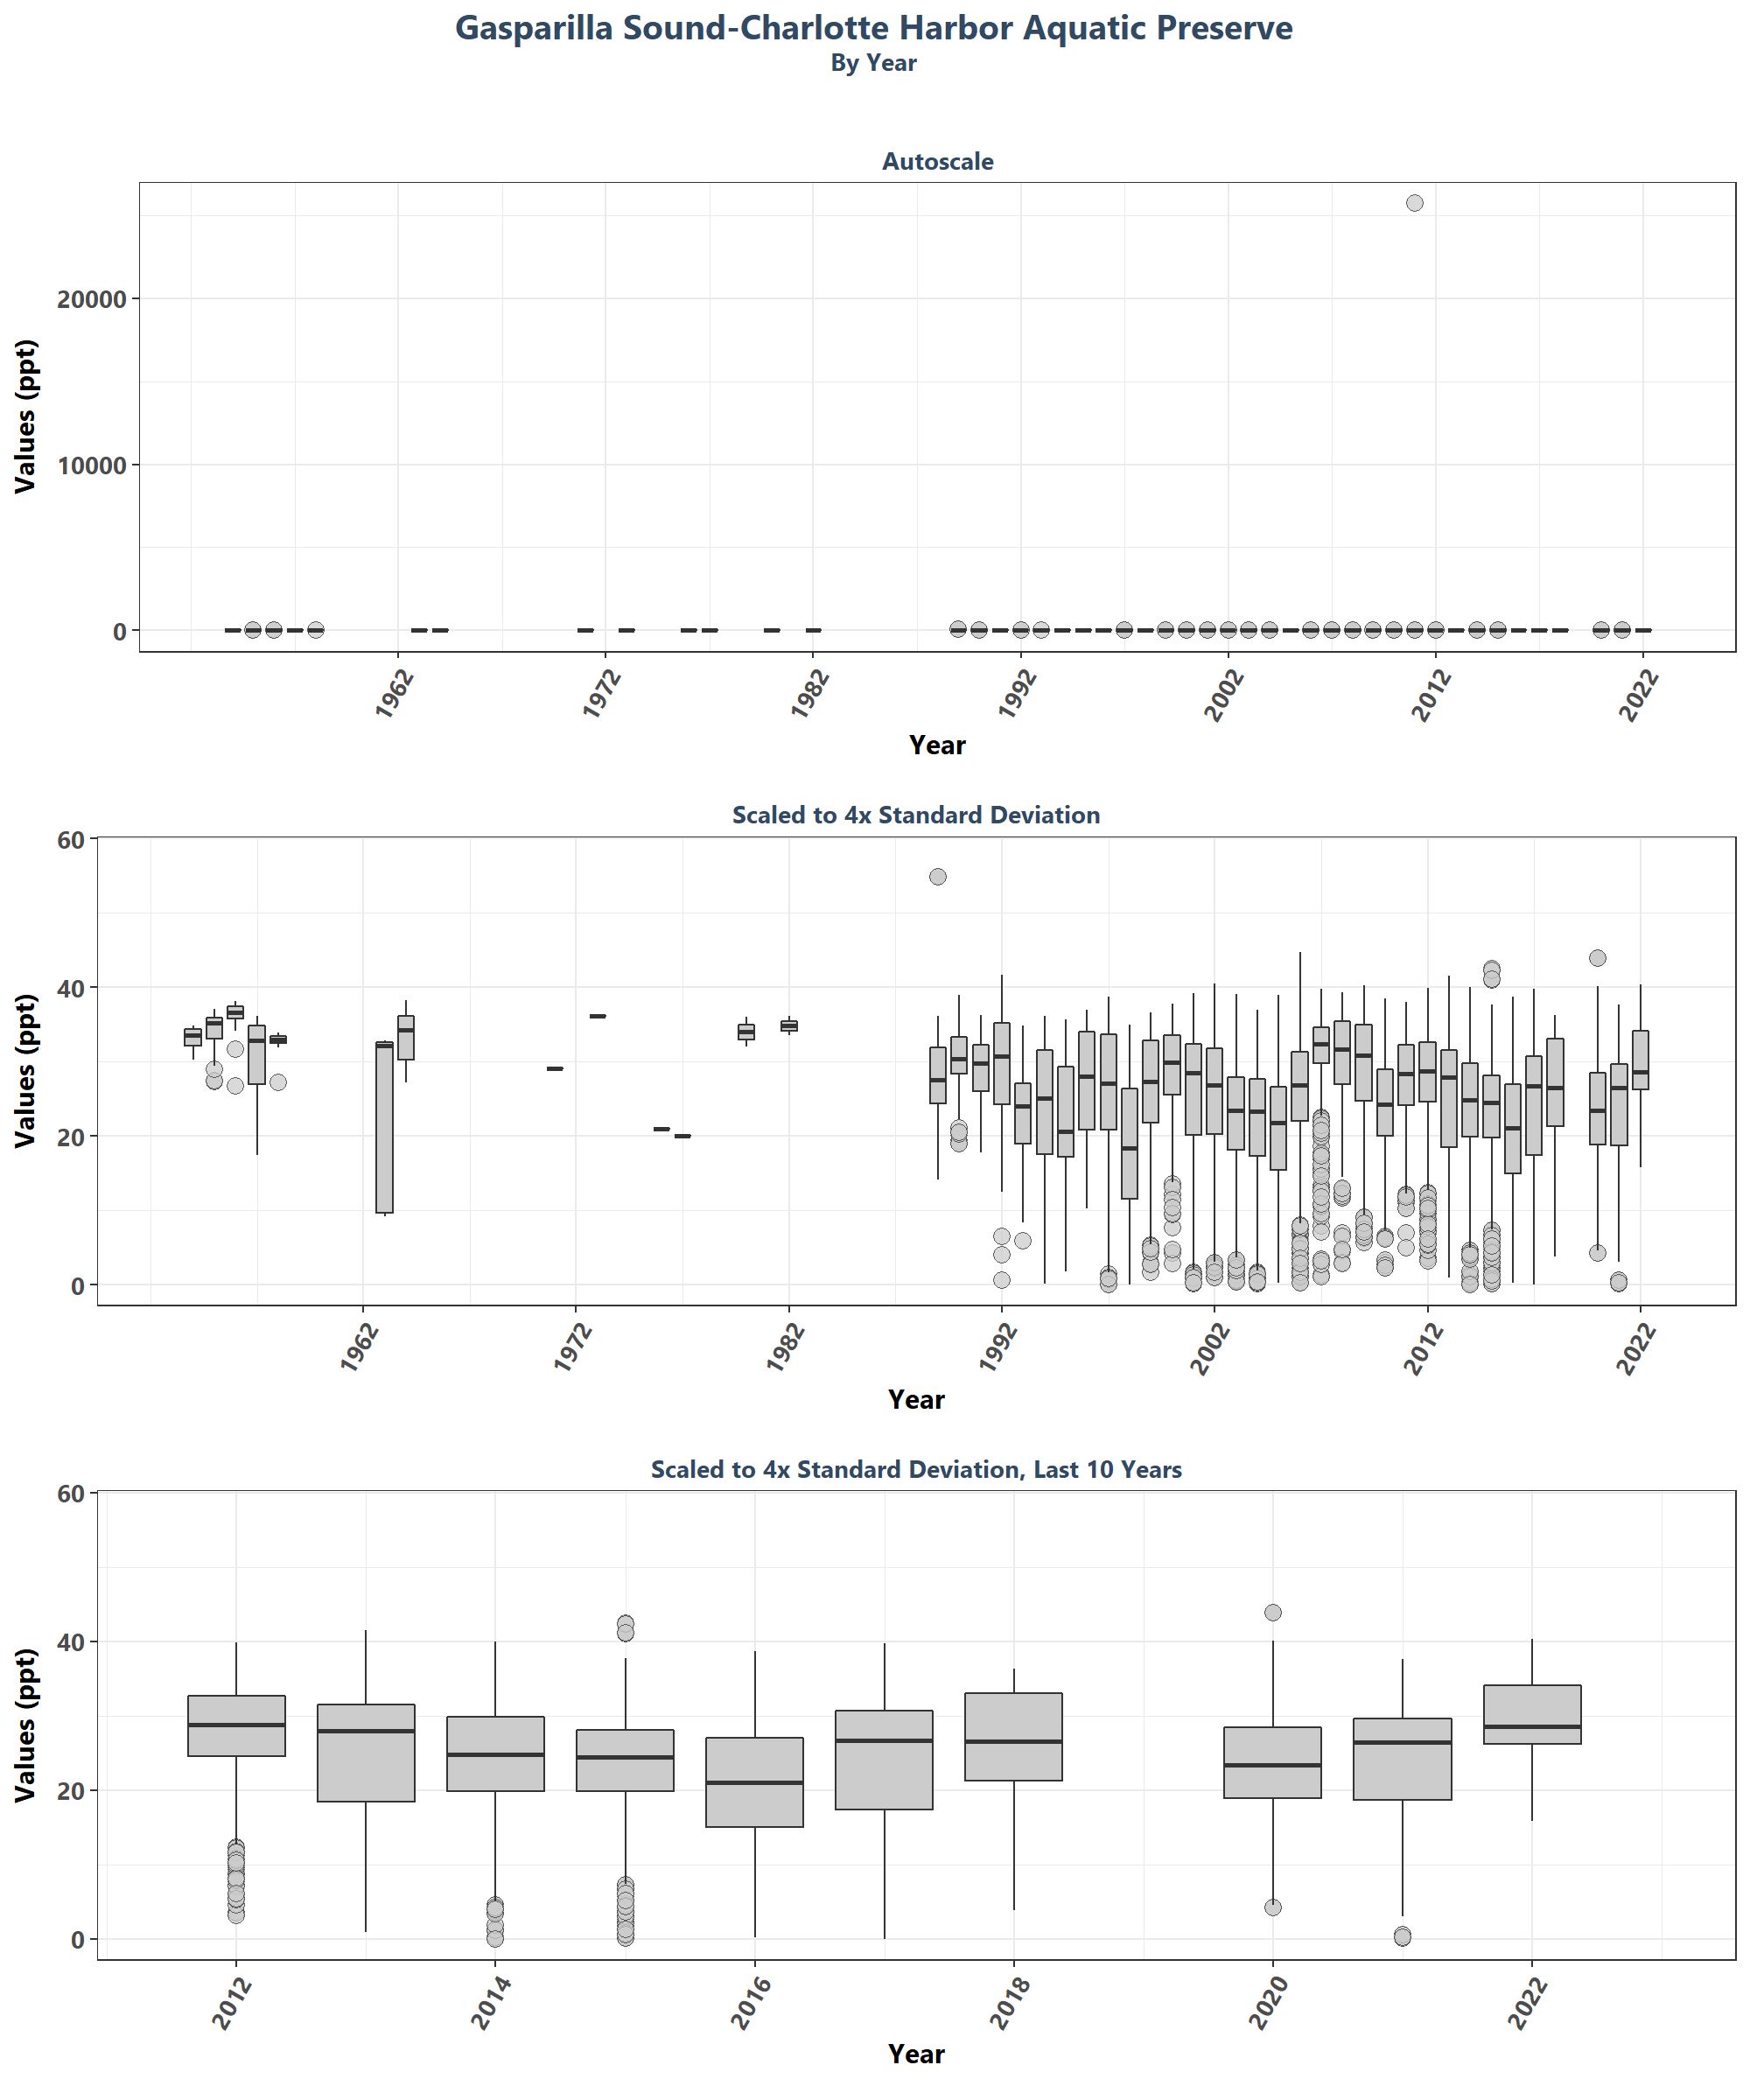 Gasparilla Sound-Charlotte Harbor Aquatic Preserve
By Year
Autoscale
Values (ppt)
20000
10000
0
1962
1972
1982
1992
2002
2012
2022
Year
Scaled to 4x Standard Deviation
Values (ppt)
60
40
20
0
1962
1972
1982
1992
2002
2012
2022
Year
Scaled to 4x Standard Deviation, Last 10 Years
Values (ppt)
60
40
20
0
2012
2014
2016
2018
2020
2022
Year